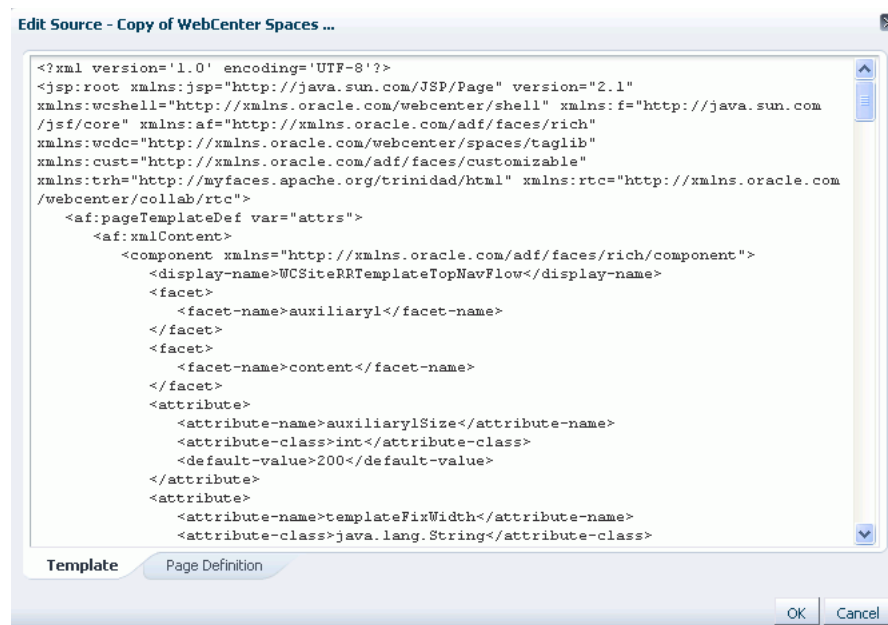 Edit Source - Copy of WebCenter Spaces ...
<?xml version='1.0' encoding='UTF-8'?>
<jsp:root xmlns:jsp="http://java.sun.com/JSP/Page" version="2.1"
xmlns:wcshell="http://xmlns.oracle.com/webcenter/shell" xmlns:f="http://java.sun.com
/jsf/core" xmlns:af="http://xmlns.oracle.com/adf/faces/rich"
xmlns:wcdc="http://xmlns.oracle.com/webcenter/spaces/taglib"
xmlns:cust="http://xmlns.oracle.com/adf/faces/customizable"
xmlns:trh="http://myfaces.apache.org/trinidad/html" xmlns:rtc="http://xmlns.oracle.com
/webcenter/collab/rtc">
<af:pageTemplateDef var="attrs">
<af:xmlContent>
<component xmlns="http://xmlns.oracle.com/adf/faces/rich/component">
<display-name>WCSiteRRTemplateTopNavFlow</display-name>
<facet>
<facet-name>auxiliary1</facet-name>
</facet>
<facet>
<facet-name>content</facet-name>
</facet>
<attribute>
<attribute-name>auxiliary1Size</attribute-name>
<attribute-class>int</attribute-class>
<default-value>200</default-value>
</attribute>
<attribute>
<attribute-name>templateFixWidth</attribute-name>
<attribute-class>java.lang.String</attribute-class>
Template Page Definition
OK Cancel